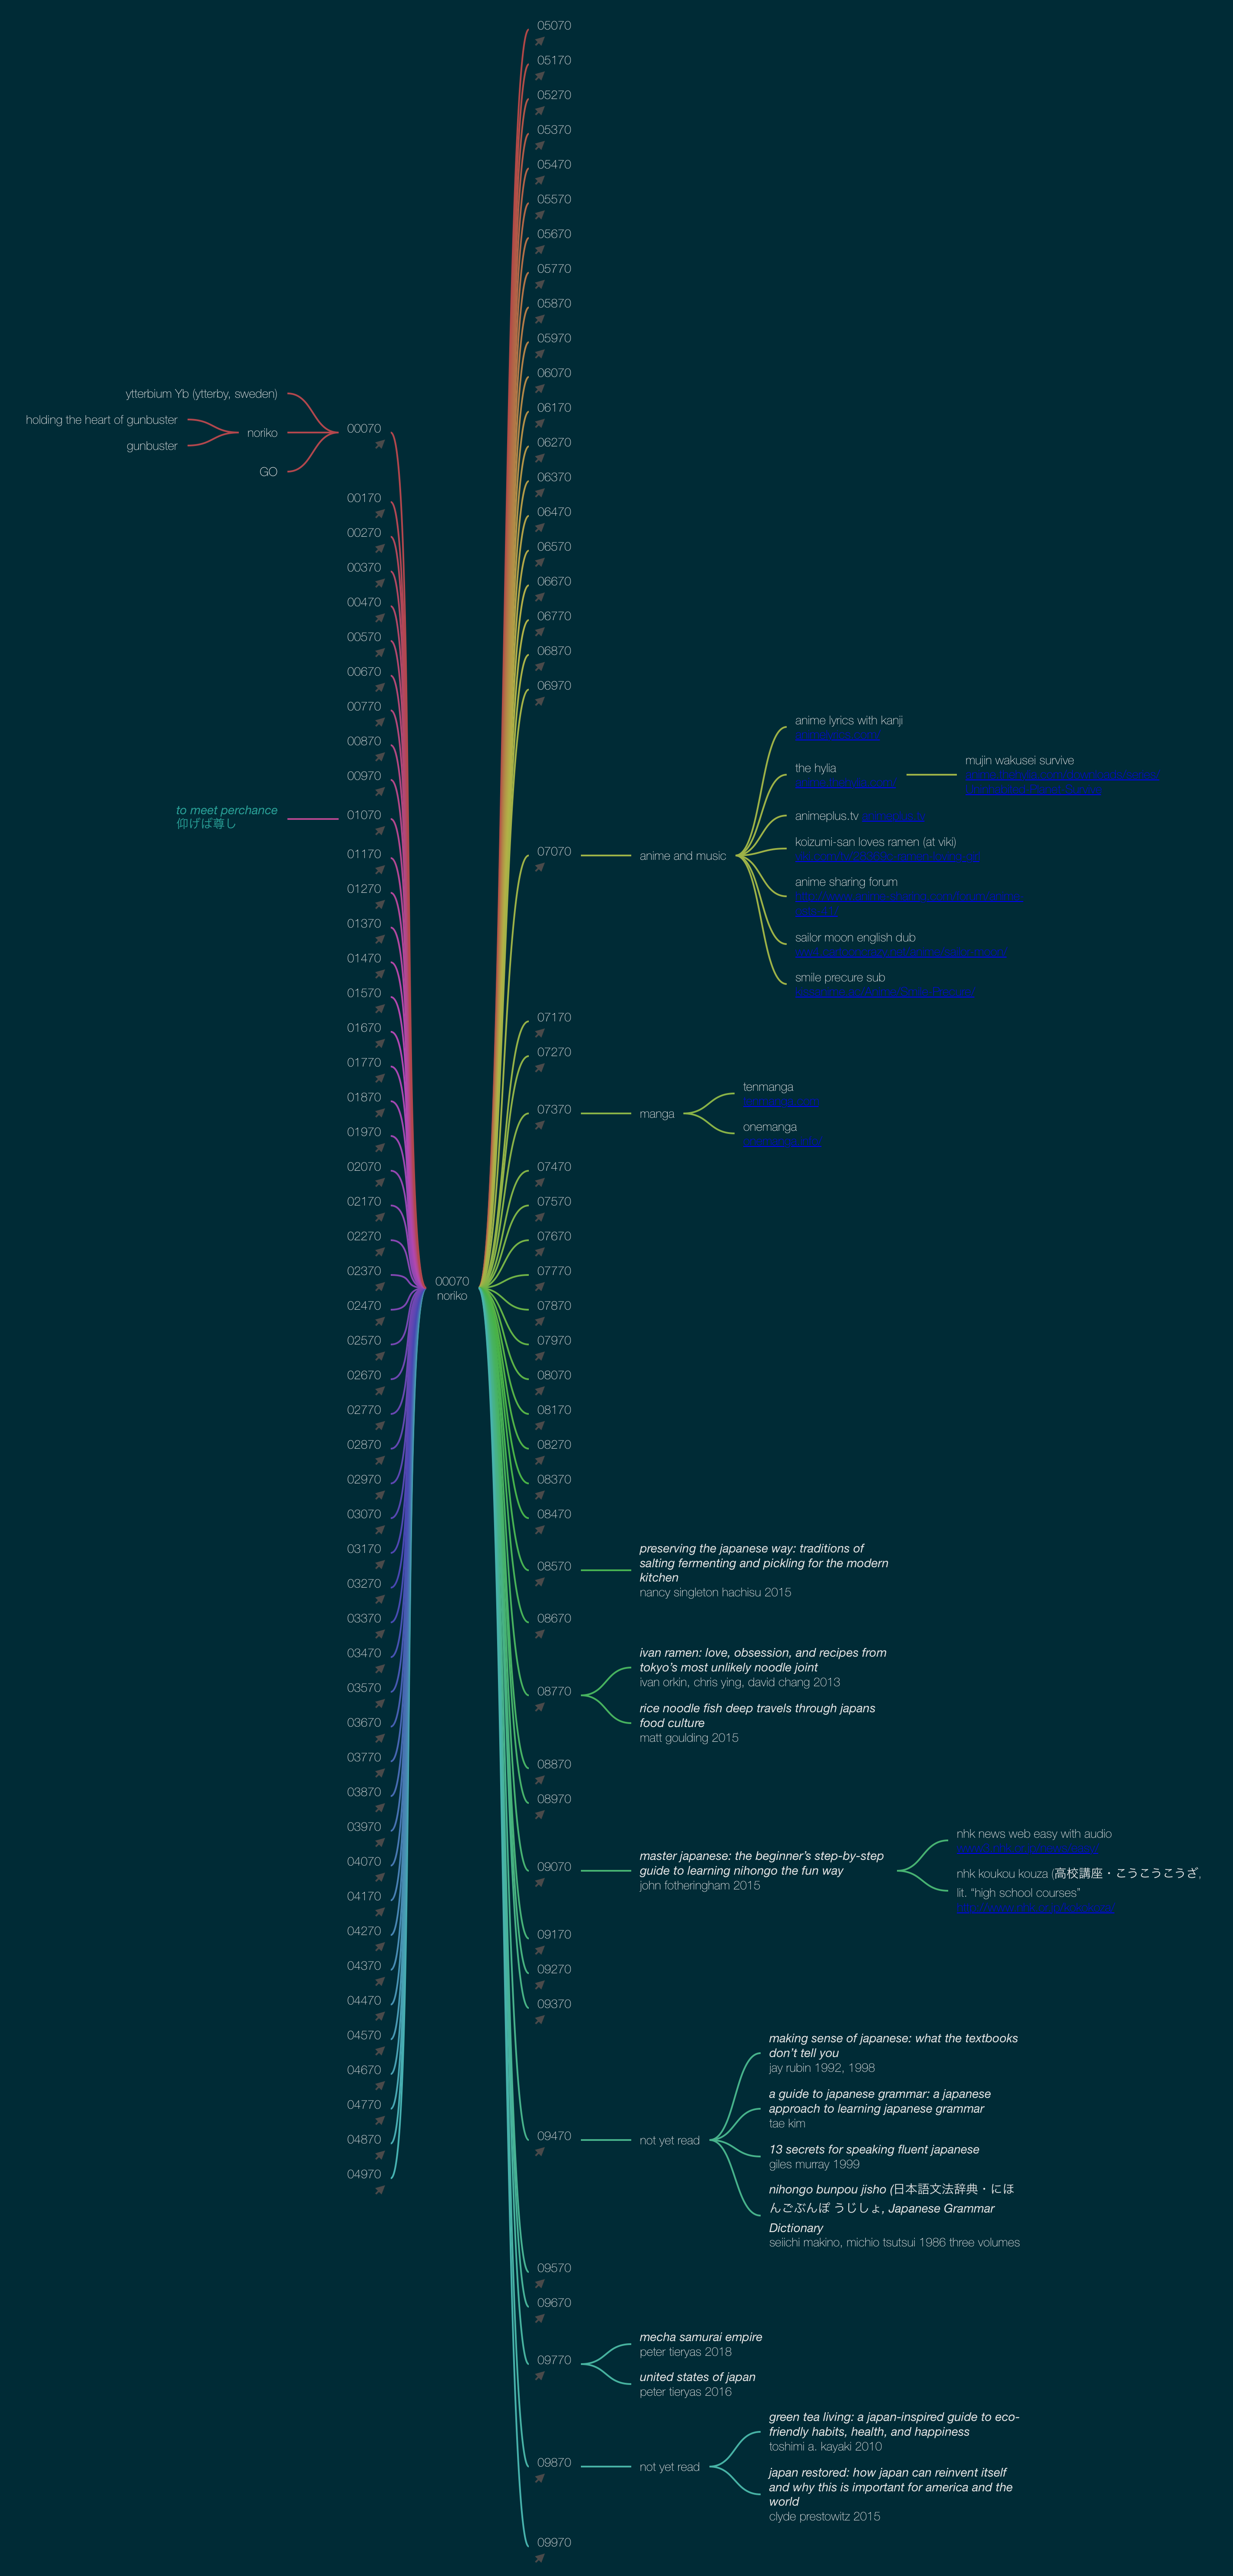 ytterbium Yb (ytterby, sweden)
holding the heart of gunbuster
gunbuster
noriko
GO
00070
00170
00270
00370
00470
00570
00670
00770
00870
00970
to meet perchance
仰げば尊し
01070
01170
01270
01370
01470
01570
01670
01770
01870
01970
02070
02170
02270
02370
02470
02570
02670
02770
02870
02970
03070
03170
03270
03370
03470
03570
03670
03770
03870
03970
04070
04170
04270
04370
04470
04570
04670
04770
04870
04970
00070
noriko
05070
05170
05270
05370
05470
05570
05670
05770
05870
05970
06070
06170
06270
06370
06470
06570
06670
06770
06870
06970
07070
anime and music
anime lyrics with kanji
the hylia
mujin wakusei survive
animeplus.tv
koizumi-san loves ramen (at viki)
anime sharing forum
sailor moon english dub
smile precure sub
07170
07270
07370
manga
tenmanga
onemanga
07470
07570
07670
07770
07870
07970
08070
08170
08270
08370
08470
08570
preserving the japanese way: traditions of
salting fermenting and pickling for the modern
kitchen
nancy singleton hachisu 2015
08670
08770
ivan ramen: love, obsession, and recipes from
tokyo's most unlikely noodle joint
ivan orkin, chris ying, david chang 2013
rice noodle fish deep travels through japans
food culture
matt goulding 2015
08870
08970
09070
master japanese: the beginner's step-by-step
guide to learning nihongo the fun way
john fotheringham 2015
nhk news web easy with audio
nhk koukou kouza (高校講座・こうこうこうざ,
lit. "high school courses"
09170
09270
09370
09470
not yet read
making sense of japanese: what the textbooks
don't tell you
jay rubin 1992, 1998
a guide to japanese grammar: a japanese
approach to learning japanese grammar
tae kim
13 secrets for speaking fluent japanese
giles murray 1999
nihongo bunpou jisho (日本語文法辞典・にほ
んごぶんぽ うじしょ, Japanese Grammar
Dictionary
seiichi makino, michio tsutsui 1986 three volumes
09570
09670
09770
mecha samurai empire
peter tieryas 2018
united states of japan
peter tieryas 2016
09870
not yet read
green tea living: a japan-inspired guide to eco-
friendly habits, health, and happiness
toshimi a. kayaki 2010
japan restored: how japan can reinvent itself
and why this is important for america and the
world
clyde prestowitz 2015
09970